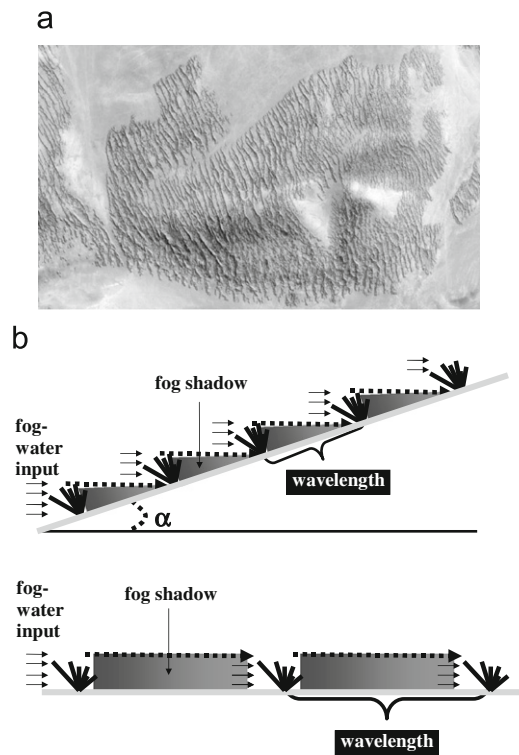 a
b
fog shadow
fog-
water
input
wavelength
α
fog-
water
input
fog shadow
wavelength